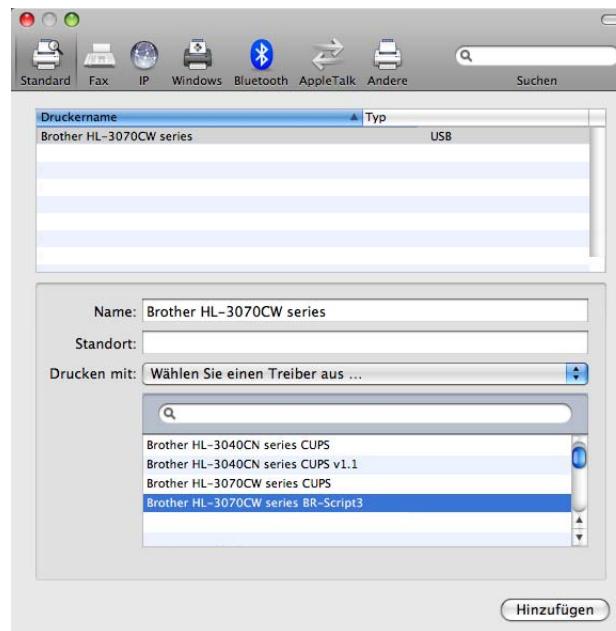 Standard Fax IP Windows Bluetooth AppleTalk Andere Suchen
Druckername Typ
Brother HL-3070CW series USB
Name: Brother HL-3070CW series
Standort:
Drucken mit: Wählen Sie einen Treiber aus ...
Brother HL-3040CN series CUPS
Brother HL-3040CN series CUPS v1.1
Brother HL-3070CW series CUPS
Brother HL-3070CW series BR-Script3
Hinzufügen